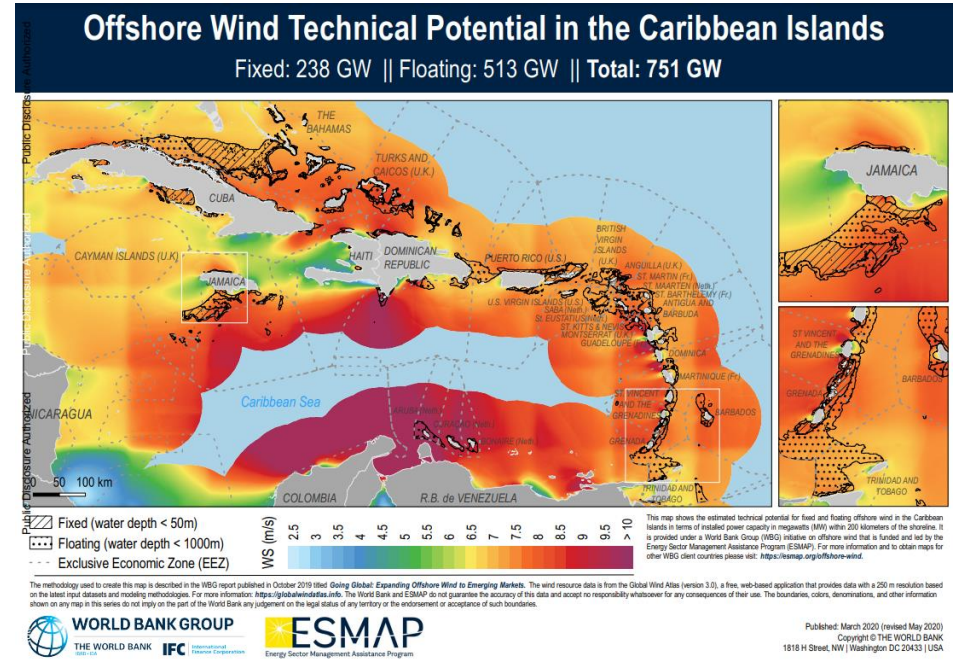 Offshore Wind Technical Potential in the Caribbean Islands
Fixed: 238 GW || Floating: 513 GW || Total: 751 GW
Public Disclosure Authorized
Public Disclosure Authorized
Public Disclosure Authorized
THE
BAHAMAS
TURKS AND
CAICOS (U.K.)
CUBA
CAYMAN ISLANDS (U.K)
JAMAICA
HAITI
DOMINICAN
REPUBLIC
PUERTO RICO (U.S.)
BRITISH
VIRGIN
ISLANDS
(U.K.)
ANGUILLA (U.K.)
ST. MARTIN (Fr.)
ST. MAARTEN (Neth.)
ST. BARTHELEMY (Fr.)
ANTIGUA AND
BARBUDA
U.S. VIRGIN ISLANDS (U.S.)
SABA (Neth.)
St. EUSTATIUS (Neth.)
ST. KITTS & NEVIS
MONTSERRAT (U.K.)
GUADELOUPE (Fr.)
DOMINICA
MARTINIQUE (Fr.)
ST. VINCENT
AND THE
GRENADINES
BARBADOS
GRENADA
TRINIDAD AND
TOBAGO
Caribbean Sea
NICARAGUA
ARUBA (Neth.)
CURACAO (Neth.)
BONAIRE (Neth.)
COLOMBIA
R.B. de VENEZUELA
0 50 100 km
JAMAICA
ST VINCENT
AND THE
GRENADINES
BARBADOS
GRENADA
TRINIDAD AND
TOBAGO
Fixed (water depth < 50m)
Floating (water depth < 1000m)
Exclusive Economic Zone (EEZ)
WS (m/s)
2.5 3 3.5 4 4.5 5 5.5 6 6.5 7 7.5 8 8.5 9 9.5 > 10
This map shows the estimated technical potential for fixed and floating offshore wind in the Caribbean
Islands in terms of installed power capacity in megawatts (MW) within 200 kilometers of the shoreline. It
is provided under a World Bank Group (WBG) initiative on offshore wind that is funded and led by the
Energy Sector Management Assistance Program (ESMAP). For more information and to obtain maps for
other WBG client countries please visit: https://esmap.org/offshore-wind.
The methodology used to create this map is described in the WBG report published in October 2019 titled Going Global: Expanding Offshore Wind to Emerging Markets. The wind resource data is from the Global Wind Atlas (version 3.0), a free, web-based application that provides data with a 250 m resolution based
on the latest input datasets and modeling methodologies. For more information: https://globalwindatlas.info. The World Bank and ESMAP do not guarantee the accuracy of this data and accept no responsibility whatsoever for any consequences of their use. The boundaries, colors, denominations, and other information
shown on any map in this series do not imply on the part of the World Bank any judgement on the legal status of any territory or the endorsement or acceptance of such boundaries.
WORLD BANK GROUP
THE WORLD BANK
IBRD • IDA
IFC International
Finance Corporation
ESMAP
Energy Sector Management Assistance Program
Published: March 2020 (revised May 2020)
Copyright © THE WORLD BANK
1818 H Street, NW | Washington DC 20433 | USA